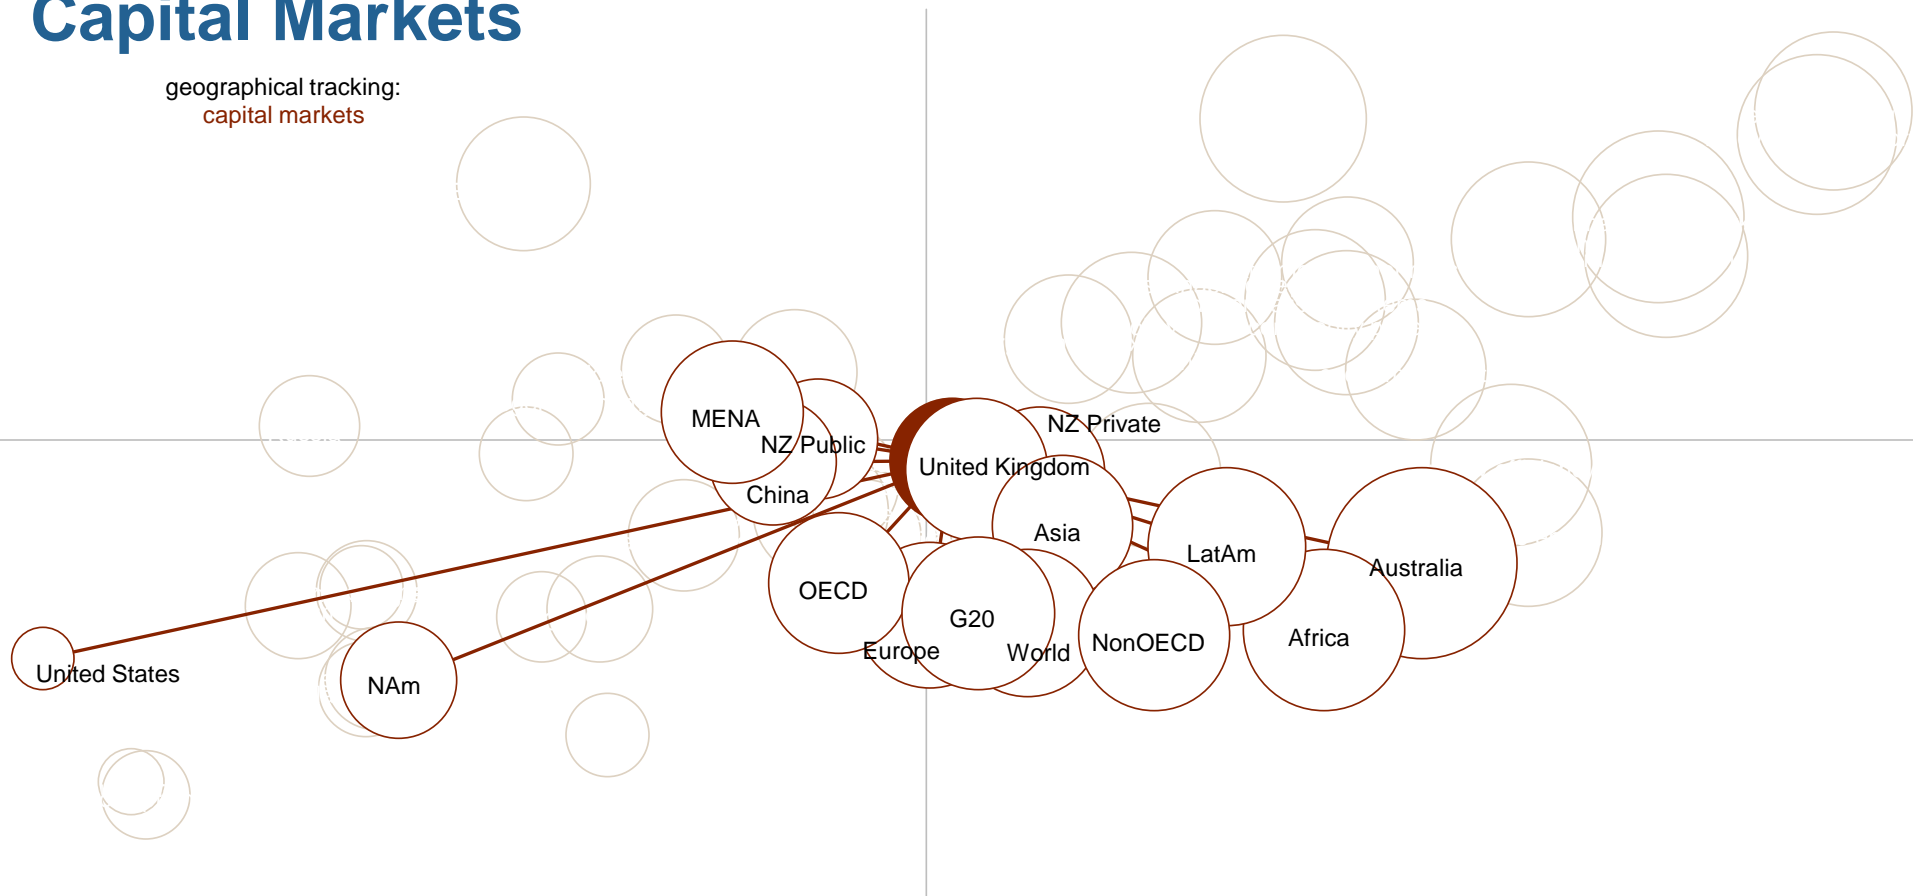 Capital Markets
geographical tracking:
capital markets
MENA
NZ Public
NZ Private
United Kingdom
China
Asia
LatAm
Australia
OECD
G20
Europe
World
NonOECD
Africa
United States
NAm